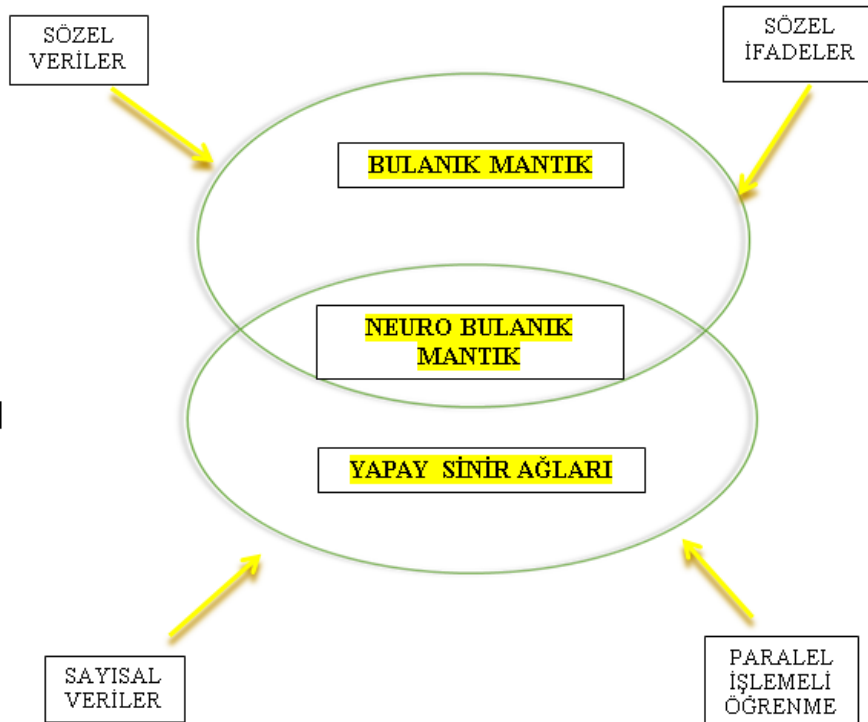 SÖZEL
VERİLER
SÖZEL
İFADELER
BULANIK MANTIK
NEURO BULANIK
MANTIK
YAPAY SİNİR AĞLARI
SAYISAL
VERİLER
PARALEL
İŞLEMELİ
ÖĞRENME